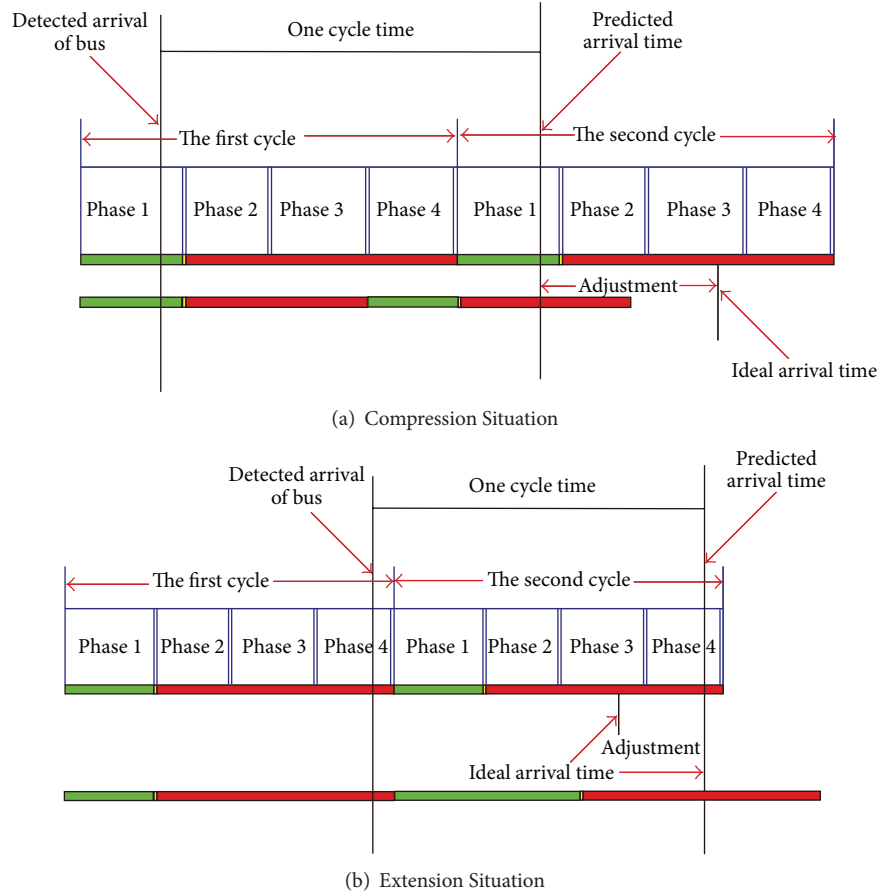 Detected arrival
of bus
One cycle time
Predicted
arrival time
The first cycle
The second cycle
Phase 1
Phase 2
Phase 3
Phase 4
Phase 1
Phase 2
Phase 3
Phase 4
Adjustment
Ideal arrival time
(a) Compression Situation
Detected arrival
of bus
One cycle time
Predicted
arrival time
The first cycle
The second cycle
Phase 1
Phase 2
Phase 3
Phase 4
Phase 1
Phase 2
Phase 3
Phase 4
Adjustment
Ideal arrival time
(b) Extension Situation